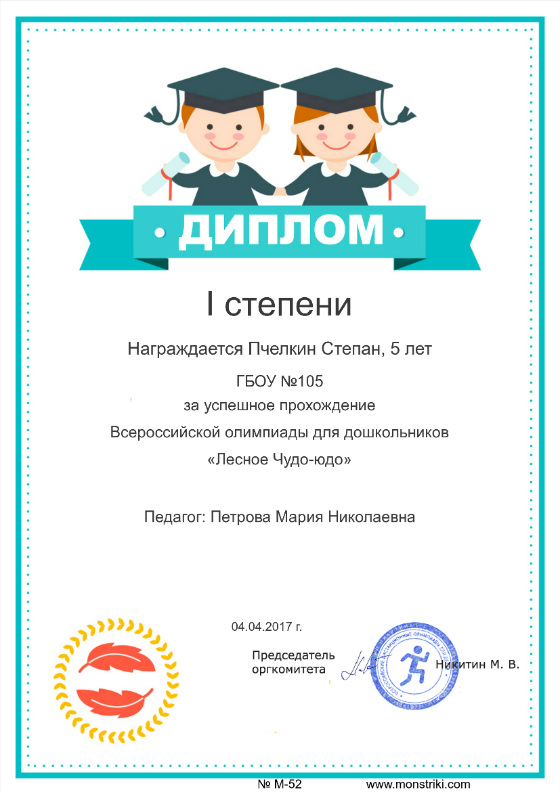 • ДИПЛОМ •
I степени
Награждается Пчелкин Степан, 5 лет
ГБОУ №105
за успешное прохождение
Всероссийской олимпиады для дошкольников
«Лесное Чудо-юдо»
Педагог: Петрова Мария Николаевна
04.04.2017 г.
Председатель
оргкомитета
Никитин М. В.
№ М-52 www.monstriki.com